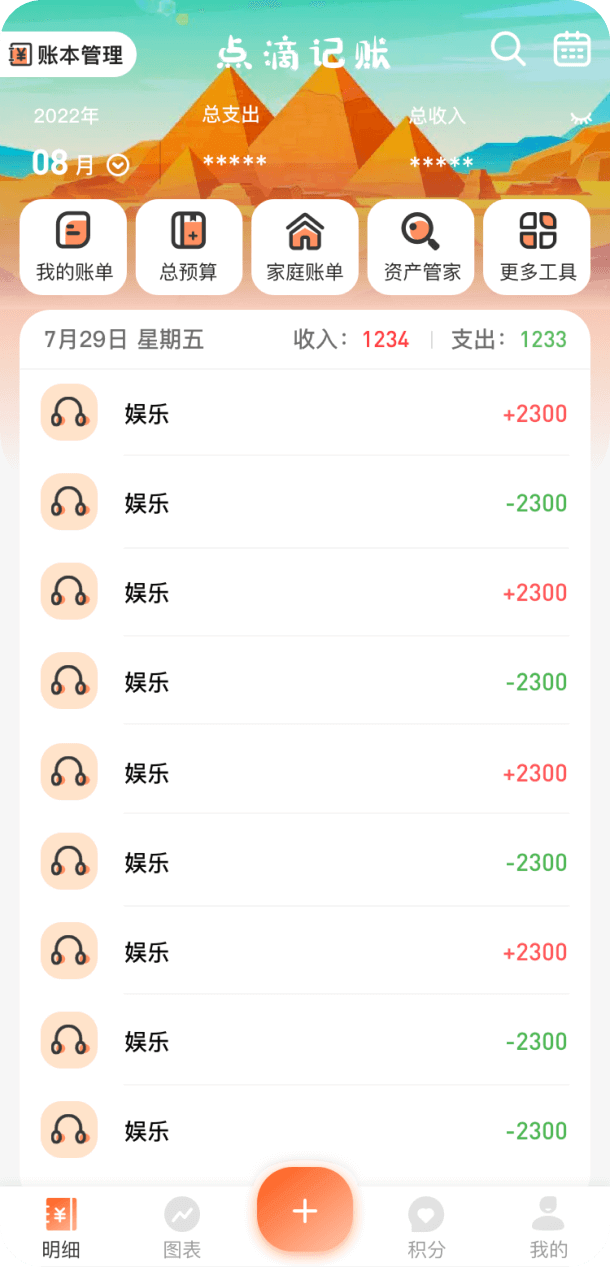 账本管理
点滴记账
2022年
总支出
总收入
08月
*****
*****
我的账单
总预算
家庭账单
资产管家
更多工具
7月29日 星期五
收入: 1234
支出: 1233
娱乐 +2300
娱乐 -2300
娱乐 +2300
娱乐 -2300
娱乐 +2300
娱乐 -2300
娱乐 +2300
娱乐 -2300
娱乐 -2300
明细
图表
+
积分
我的